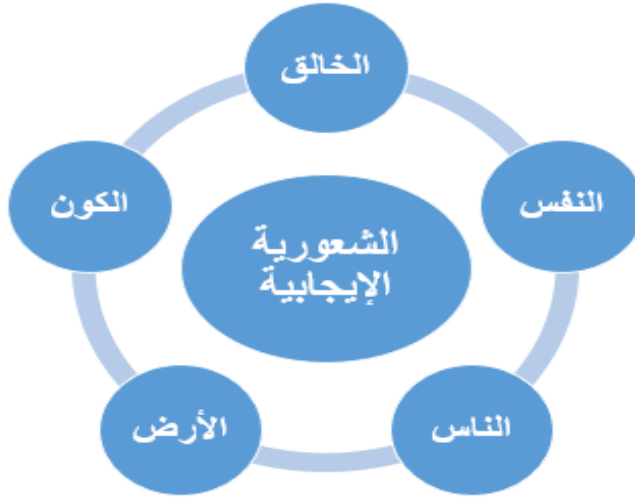 الخالق
النفس
الكون
الشعورية
الإيجابية
الناس
الأرض